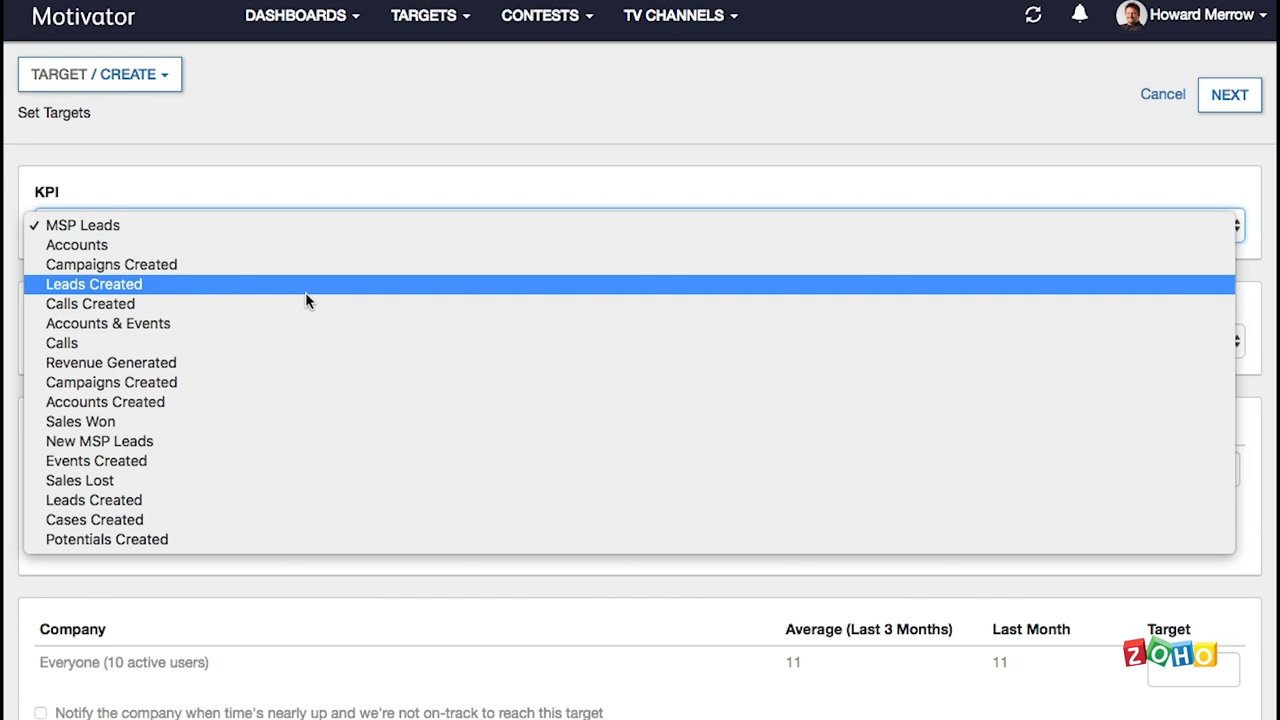 Motivator
DASHBOARDS TARGETS CONTESTS TV CHANNELS Howard Merrow
TARGET / CREATE
Cancel NEXT
Set Targets
KPI
✓ MSP Leads
Accounts
Campaigns Created
Leads Created
Calls Created
Accounts & Events
Calls
Revenue Generated
Campaigns Created
Accounts Created
Sales Won
New MSP Leads
Events Created
Sales Lost
Leads Created
Cases Created
Potentials Created
Company Average (Last 3 Months) Last Month Target
Everyone (10 active users) 11 11
ZOHO
Notify the company when time's nearly up and we're not on-track to reach this target